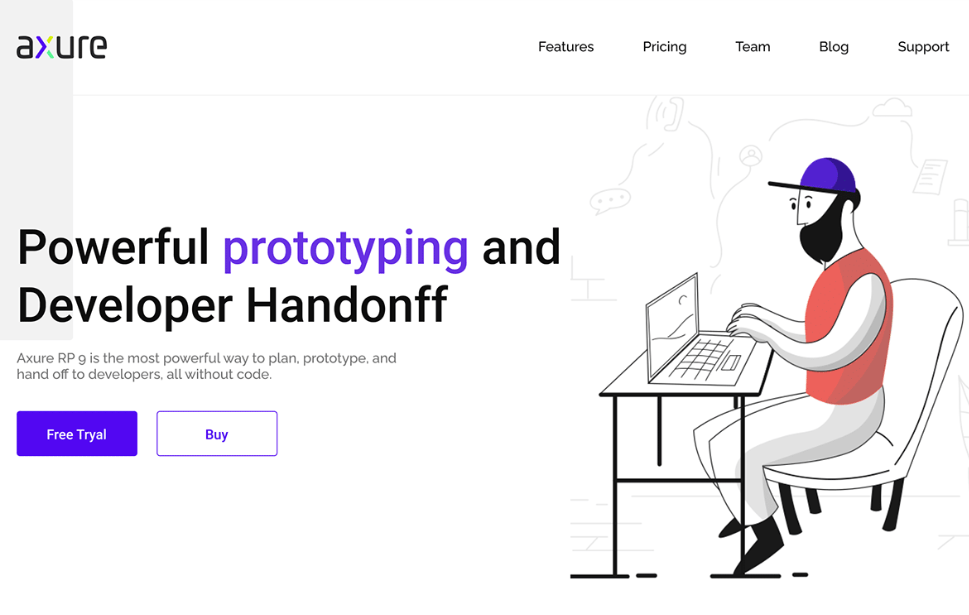 axure
Features
Pricing
Team
Blog
Support
Powerful prototyping and
Developer Handonff
Axure RP 9 is the most powerful way to plan, prototype, and
hand off to developers, all without code.
Free Tryal
Buy